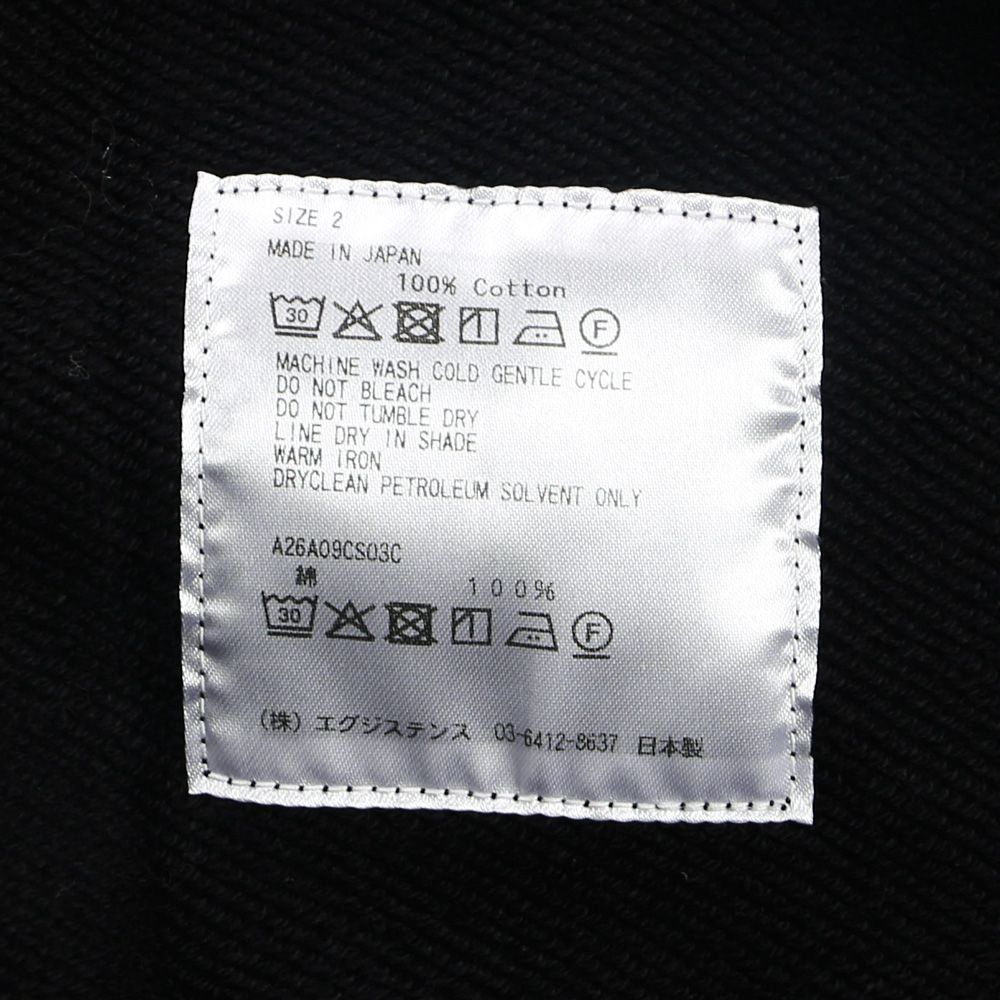 SIZE 2
MADE IN JAPAN
100% Cotton
30 F
MACHINE WASH COLD GENTLE CYCLE
DO NOT BLEACH
DO NOT TUMBLE DRY
LINE DRY IN SHADE
WARM IRON
DRYCLEAN PETROLEUM SOLVENT ONLY
A26A09CS03C
綿 100%
30 F
(株) エグジステンス 03-6412-8637 日本製